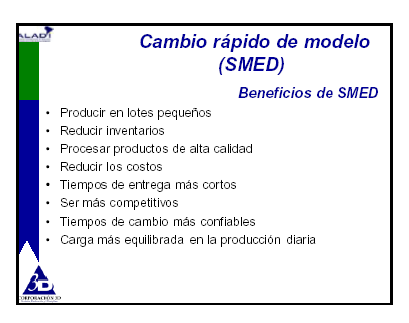 ALADI
Cambio rápido de modelo
(SMED)
Beneficios de SMED
• Producir en lotes pequeños
• Reducir inventarios
• Procesar productos de alta calidad
• Reducir los costos
• Tiempos de entrega más cortos
• Ser más competitivos
• Tiempos de cambio más confiables
• Carga más equilibrada en la producción diaria
3D
CORPORACIÓN 3D